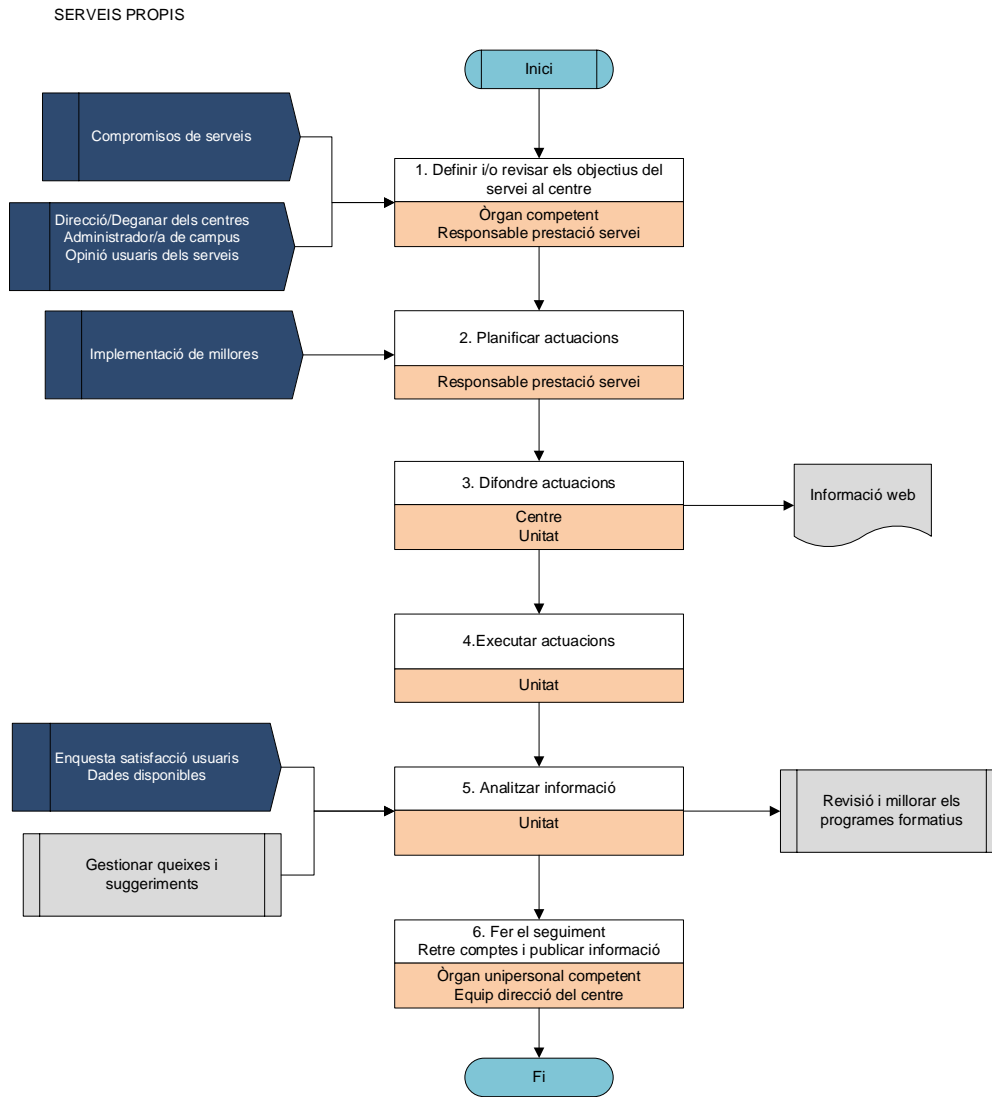 SERVEIS PROPIS
Inici
Compromisos de serveis
1. Definir i/o revisar els objectius del
servei al centre
Òrgan competent
Responsable prestació servei
Direcció/Deganar dels centres
Administrador/a de campus
Opinió usuaris dels serveis
Implementació de millores
2. Planificar actuacions
Responsable prestació servei
3. Difondre actuacions
Centre
Unitat
Informació web
4.Executar actuacions
Unitat
Enquesta satisfacció usuaris
Dades disponibles
5. Analitzar informació
Unitat
Revisió i millorar els
programes formatius
Gestionar queixes i
suggeriments
6. Fer el seguiment
Retre comptes i publicar informació
Òrgan unipersonal competent
Equip direcció del centre
Fi